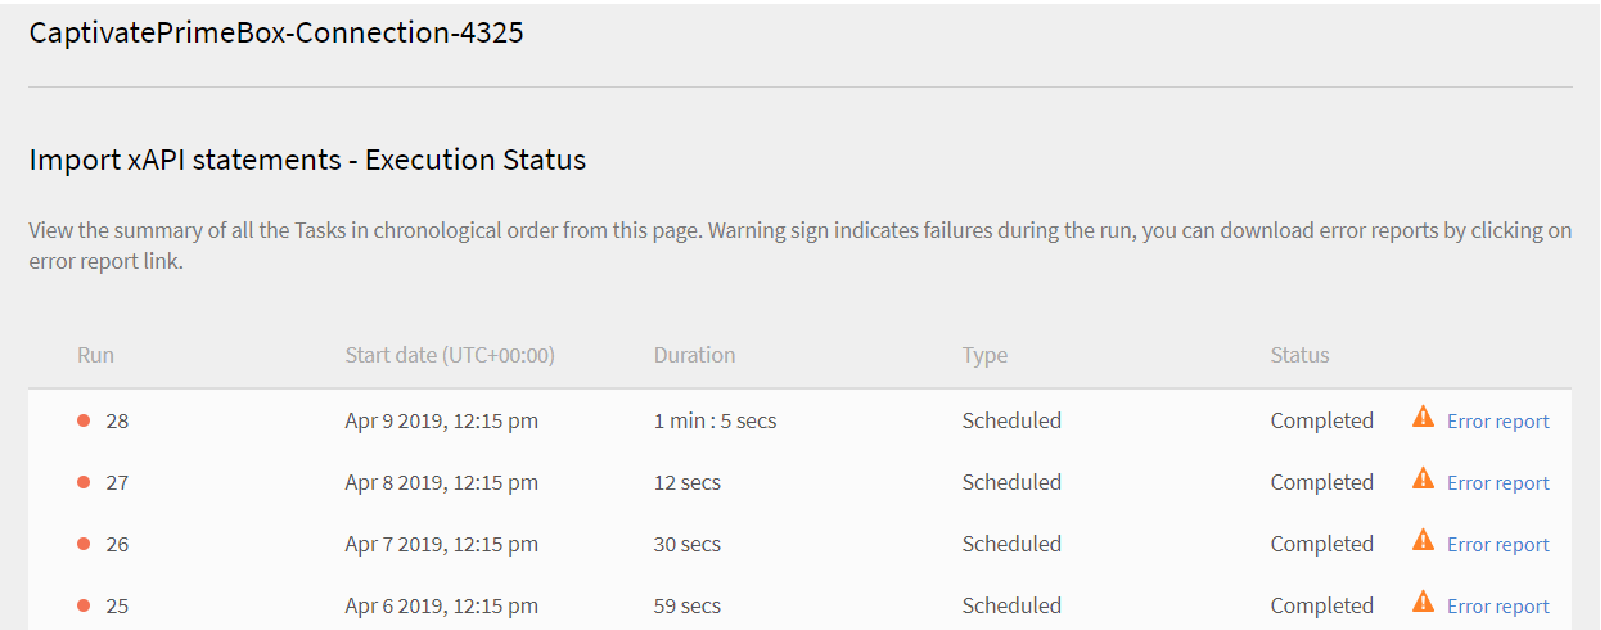 CaptivatePrimeBox-Connection-4325
Import xAPI statements - Execution Status
View the summary of all the Tasks in chronological order from this page. Warning sign indicates failures during the run, you can download error reports by clicking on
error report link.
Run Start date (UTC+00:00) Duration Type Status
28 Apr 9 2019, 12:15 pm 1 min : 5 secs Scheduled Completed Error report
27 Apr 8 2019, 12:15 pm 12 secs Scheduled Completed Error report
26 Apr 7 2019, 12:15 pm 30 secs Scheduled Completed Error report
25 Apr 6 2019, 12:15 pm 59 secs Scheduled Completed Error report